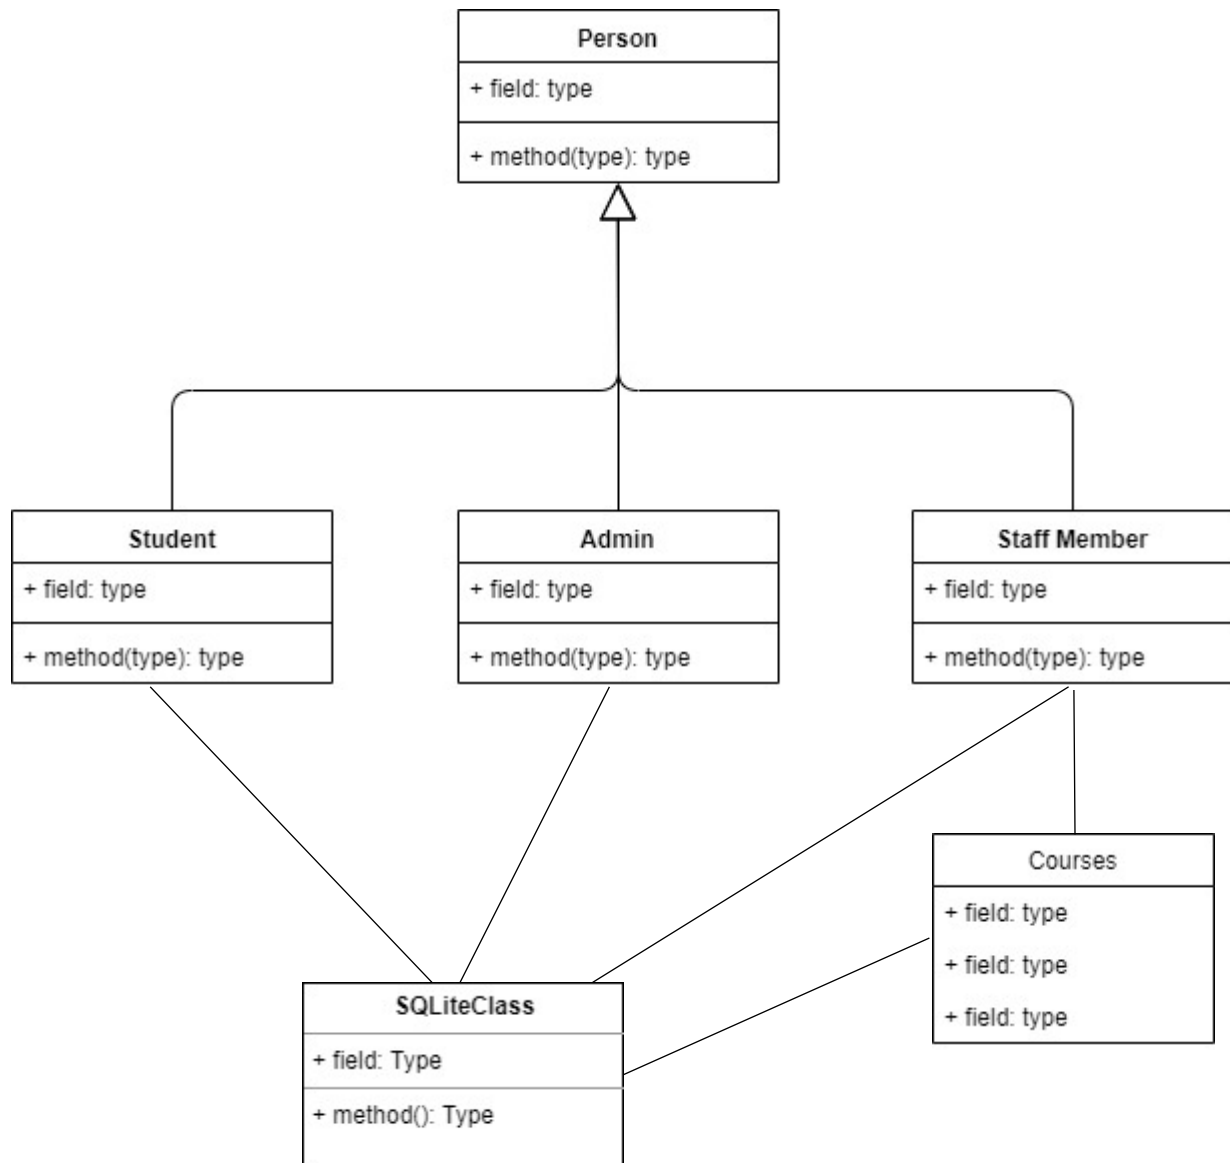 Person
+ field: type
+ method(type): type
Student
+ field: type
+ method(type): type
Admin
+ field: type
+ method(type): type
Staff Member
+ field: type
+ method(type): type
Courses
+ field: type
+ field: type
+ field: type
SQLiteClass
+ field: Type
+ method(): Type